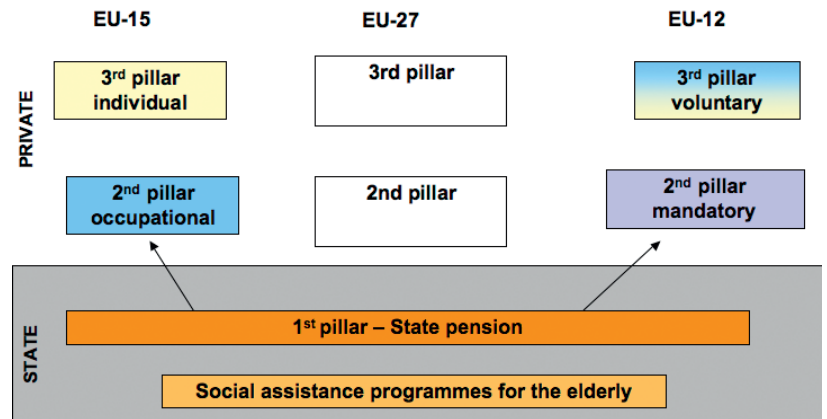 EU-15
EU-27
EU-12
PRIVATE
3rd pillar
individual
3rd pillar
3rd pillar
voluntary
2nd pillar
occupational
2nd pillar
2nd pillar
mandatory
STATE
1st pillar – State pension
Social assistance programmes for the elderly